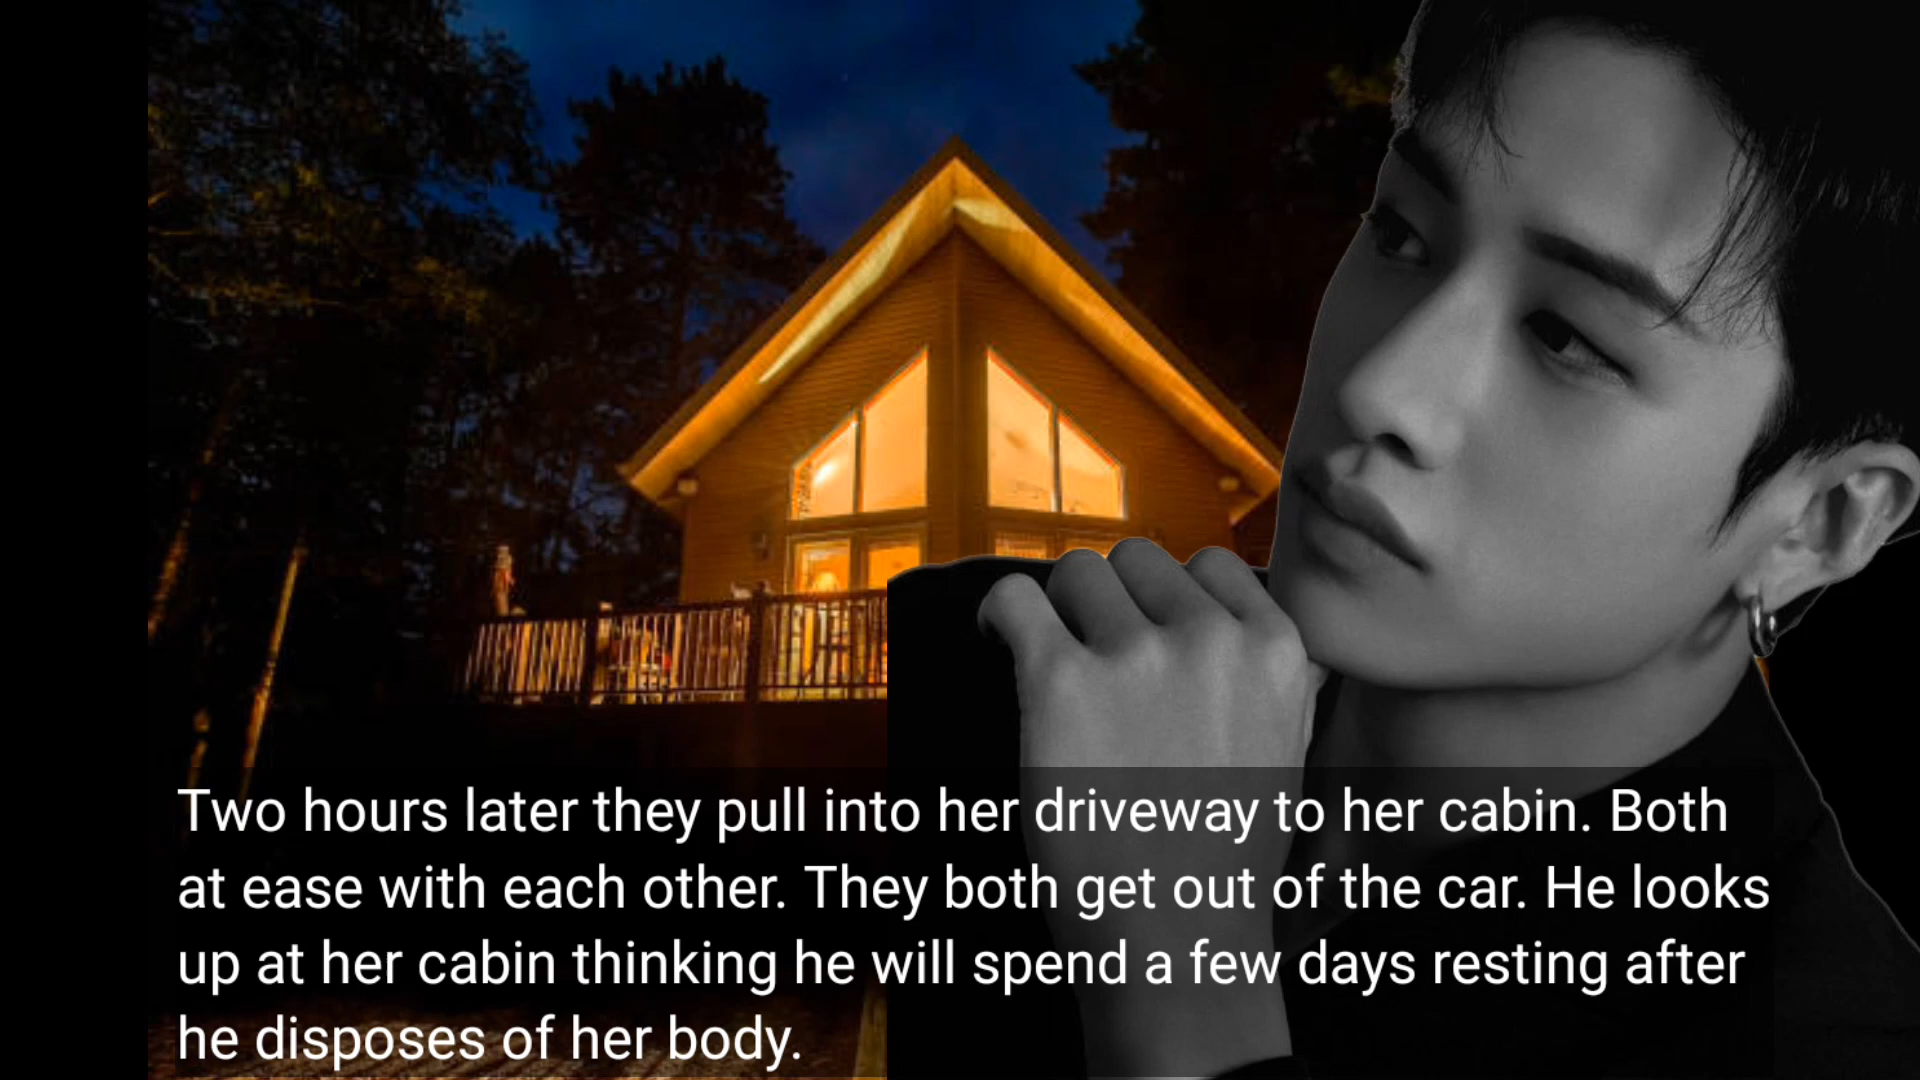 Two hours later they pull into her driveway to her cabin. Both
at ease with each other. They both get out of the car. He looks
up at her cabin thinking he will spend a few days resting after
he disposes of her body.